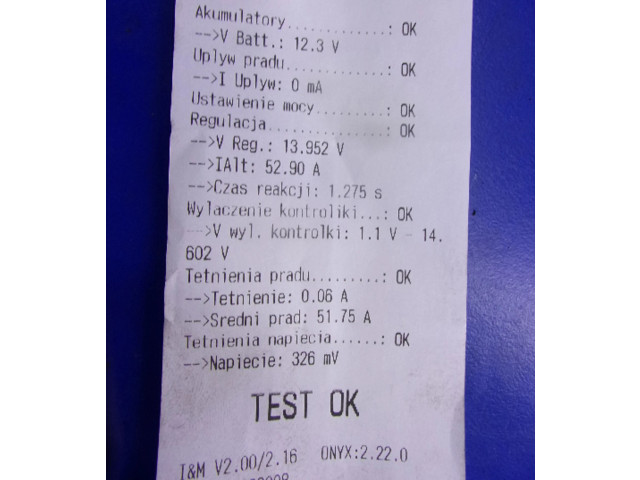 Akumulatory.............: OK
-->V Batt.: 12.3 V
Uplyw pradu.............: OK
-->I Uplyw: 0 mA
Ustawienie mocy.........: OK
Regulacja...............: OK
-->V Reg.: 13.952 V
-->IAlt: 52.90 A
-->Czas reakcji: 1.275 s
Wylaczenie kontroliki...: OK
-->V wyl. kontrolki: 1.1 V - 14.
602 V
Tetnienia pradu.........: OK
-->Tetnienie: 0.06 A
-->Sredni prad: 51.75 A
Tetnienia napiecia......: OK
-->Napiecie: 326 mV
TEST OK
I&M V2.00/2.16 ONYX:2.22.0